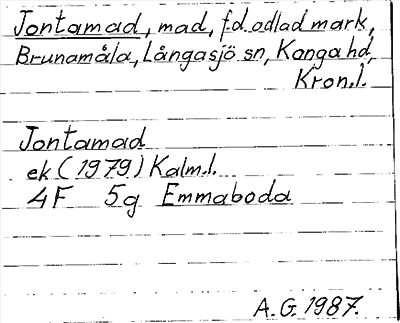 Jontamad, mad, f.d. odlad mark,
Brunamåla, Långasjö sn, Konga hd,
Kron.l.
Jontamad
ek (1979) Kalm.l.
4F 5g Emmaboda
A.G. 1987.